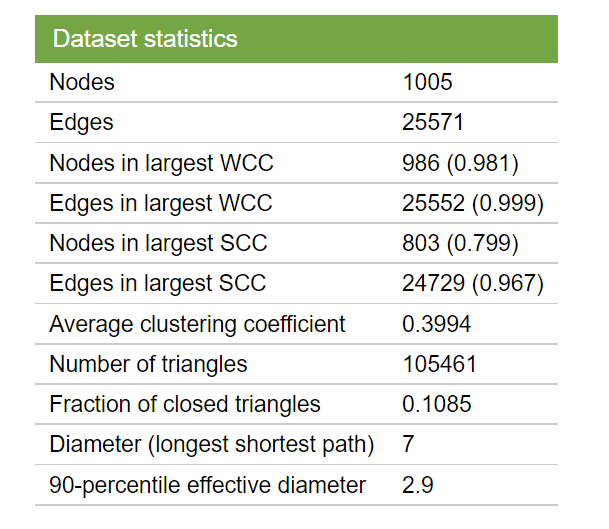 Dataset statistics
Nodes 1005
Edges 25571
Nodes in largest WCC 986 (0.981)
Edges in largest WCC 25552 (0.999)
Nodes in largest SCC 803 (0.799)
Edges in largest SCC 24729 (0.967)
Average clustering coefficient 0.3994
Number of triangles 105461
Fraction of closed triangles 0.1085
Diameter (longest shortest path) 7
90-percentile effective diameter 2.9